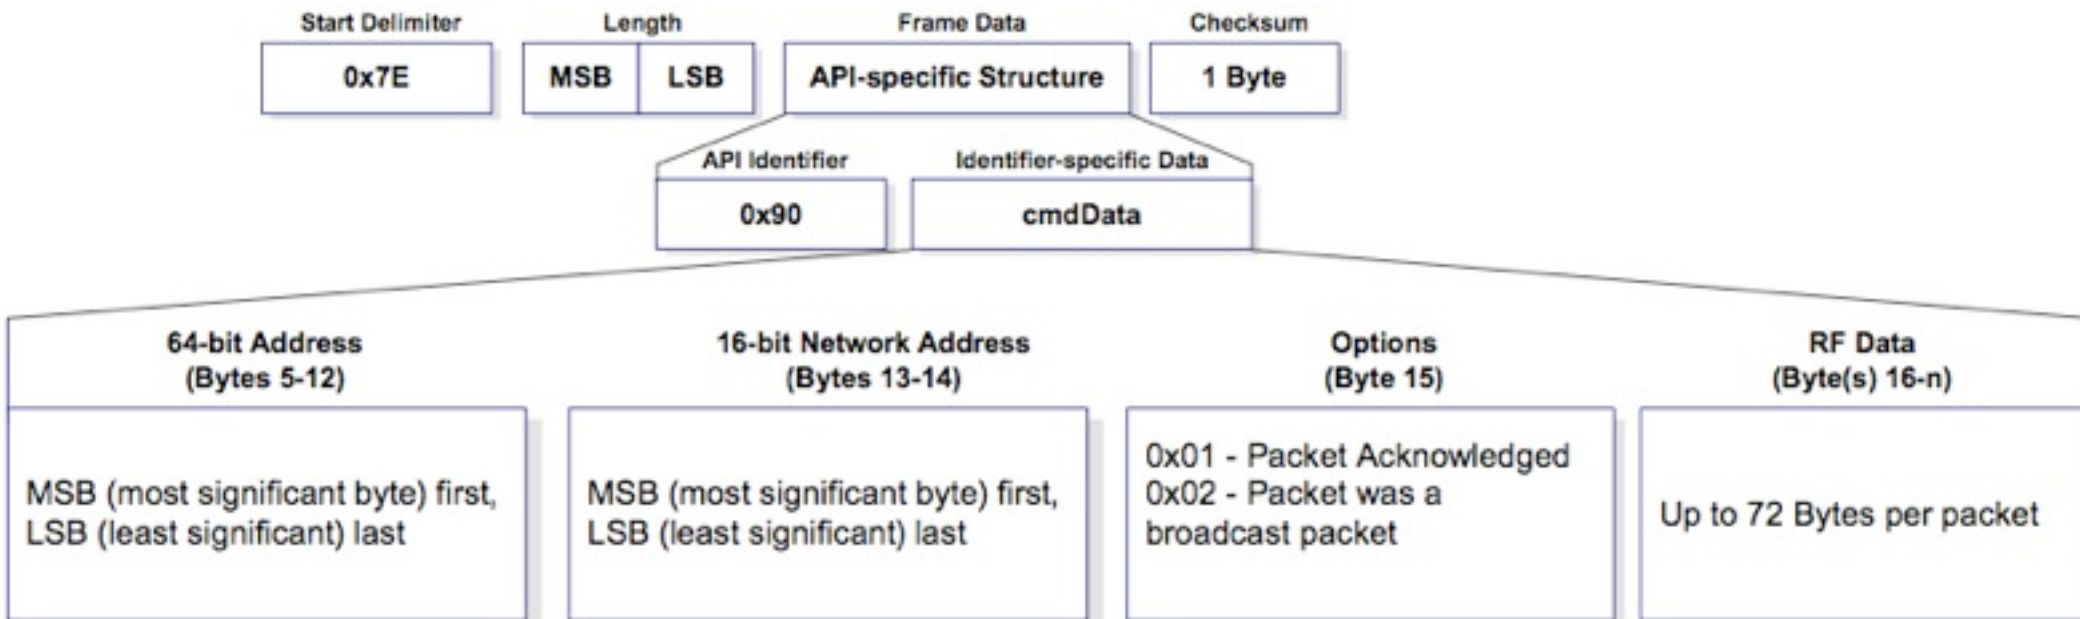 Start Delimiter Length Frame Data Checksum
0x7E MSB LSB API-specific Structure 1 Byte
API Identifier Identifier-specific Data
0x90 cmdData
64-bit Address
(Bytes 5-12)
MSB (most significant byte) first,
LSB (least significant) last
16-bit Network Address
(Bytes 13-14)
MSB (most significant byte) first,
LSB (least significant) last
Options
(Byte 15)
0x01 - Packet Acknowledged
0x02 - Packet was a
broadcast packet
RF Data
(Byte(s) 16-n)
Up to 72 Bytes per packet